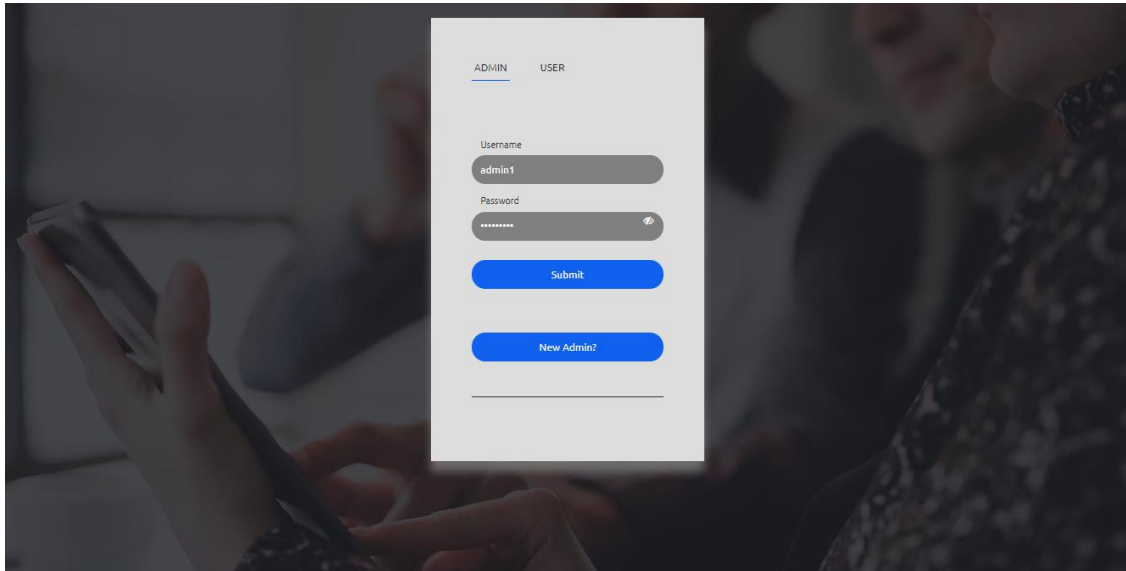 ADMIN USER
Username
admin1
Password
•••••••••
Submit
New Admin?